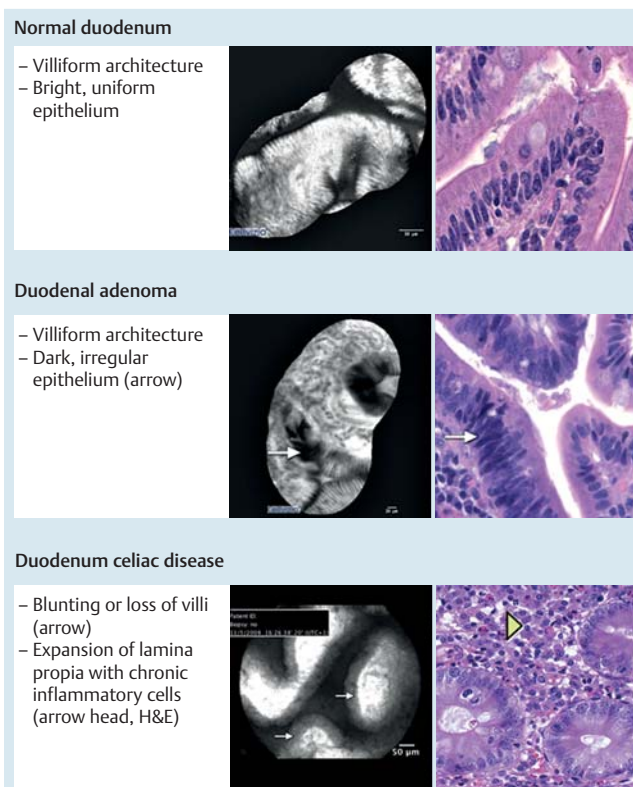 Normal duodenum
– Villiform architecture
– Bright, uniform
epithelium
Duodenal adenoma
– Villiform architecture
– Dark, irregular
epithelium (arrow)
Duodenum celiac disease
– Blunting or loss of villi
(arrow)
– Expansion of lamina
propia with chronic
inflammatory cells
(arrow head, H&E)
50 µm